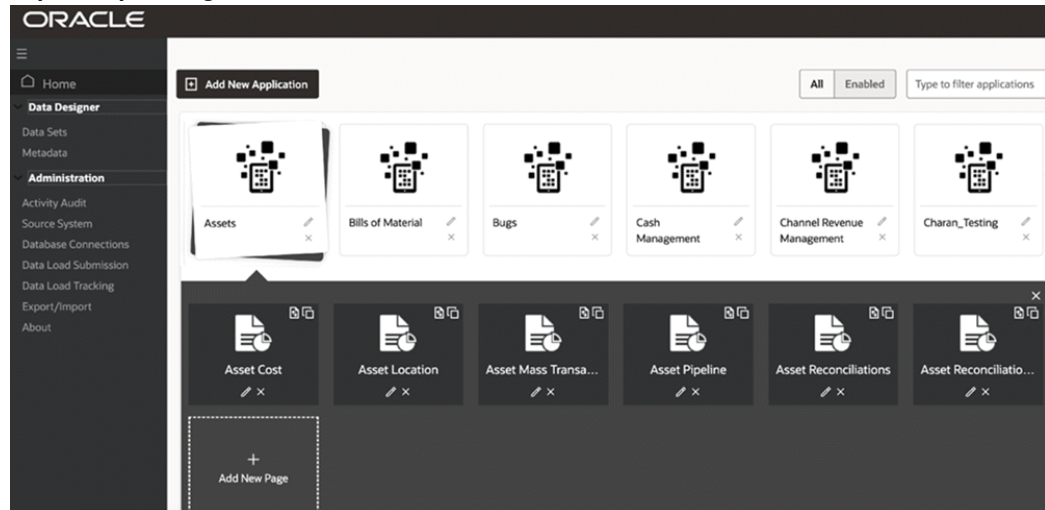 ORACLE
Home
Data Designer
Data Sets
Metadata
Administration
Activity Audit
Source System
Database Connections
Data Load Submission
Data Load Tracking
Export/Import
About
Add New Application
All
Enabled
Type to filter applications
Assets
Bills of Material
Bugs
Cash
Management
Channel Revenue
Management
Charan_Testing
Asset Cost
Asset Location
Asset Mass Transa...
Asset Pipeline
Asset Reconciliations
Asset Reconciliatio...
Add New Page